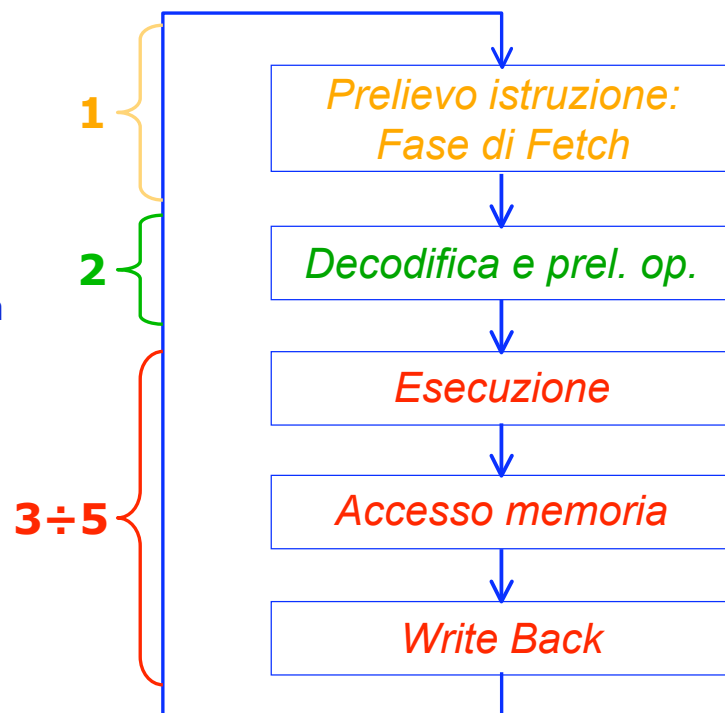 1
Prelievo istruzione:
Fase di Fetch
2
Decodifica e prel. op.
Esecuzione
3÷5
Accesso memoria
Write Back